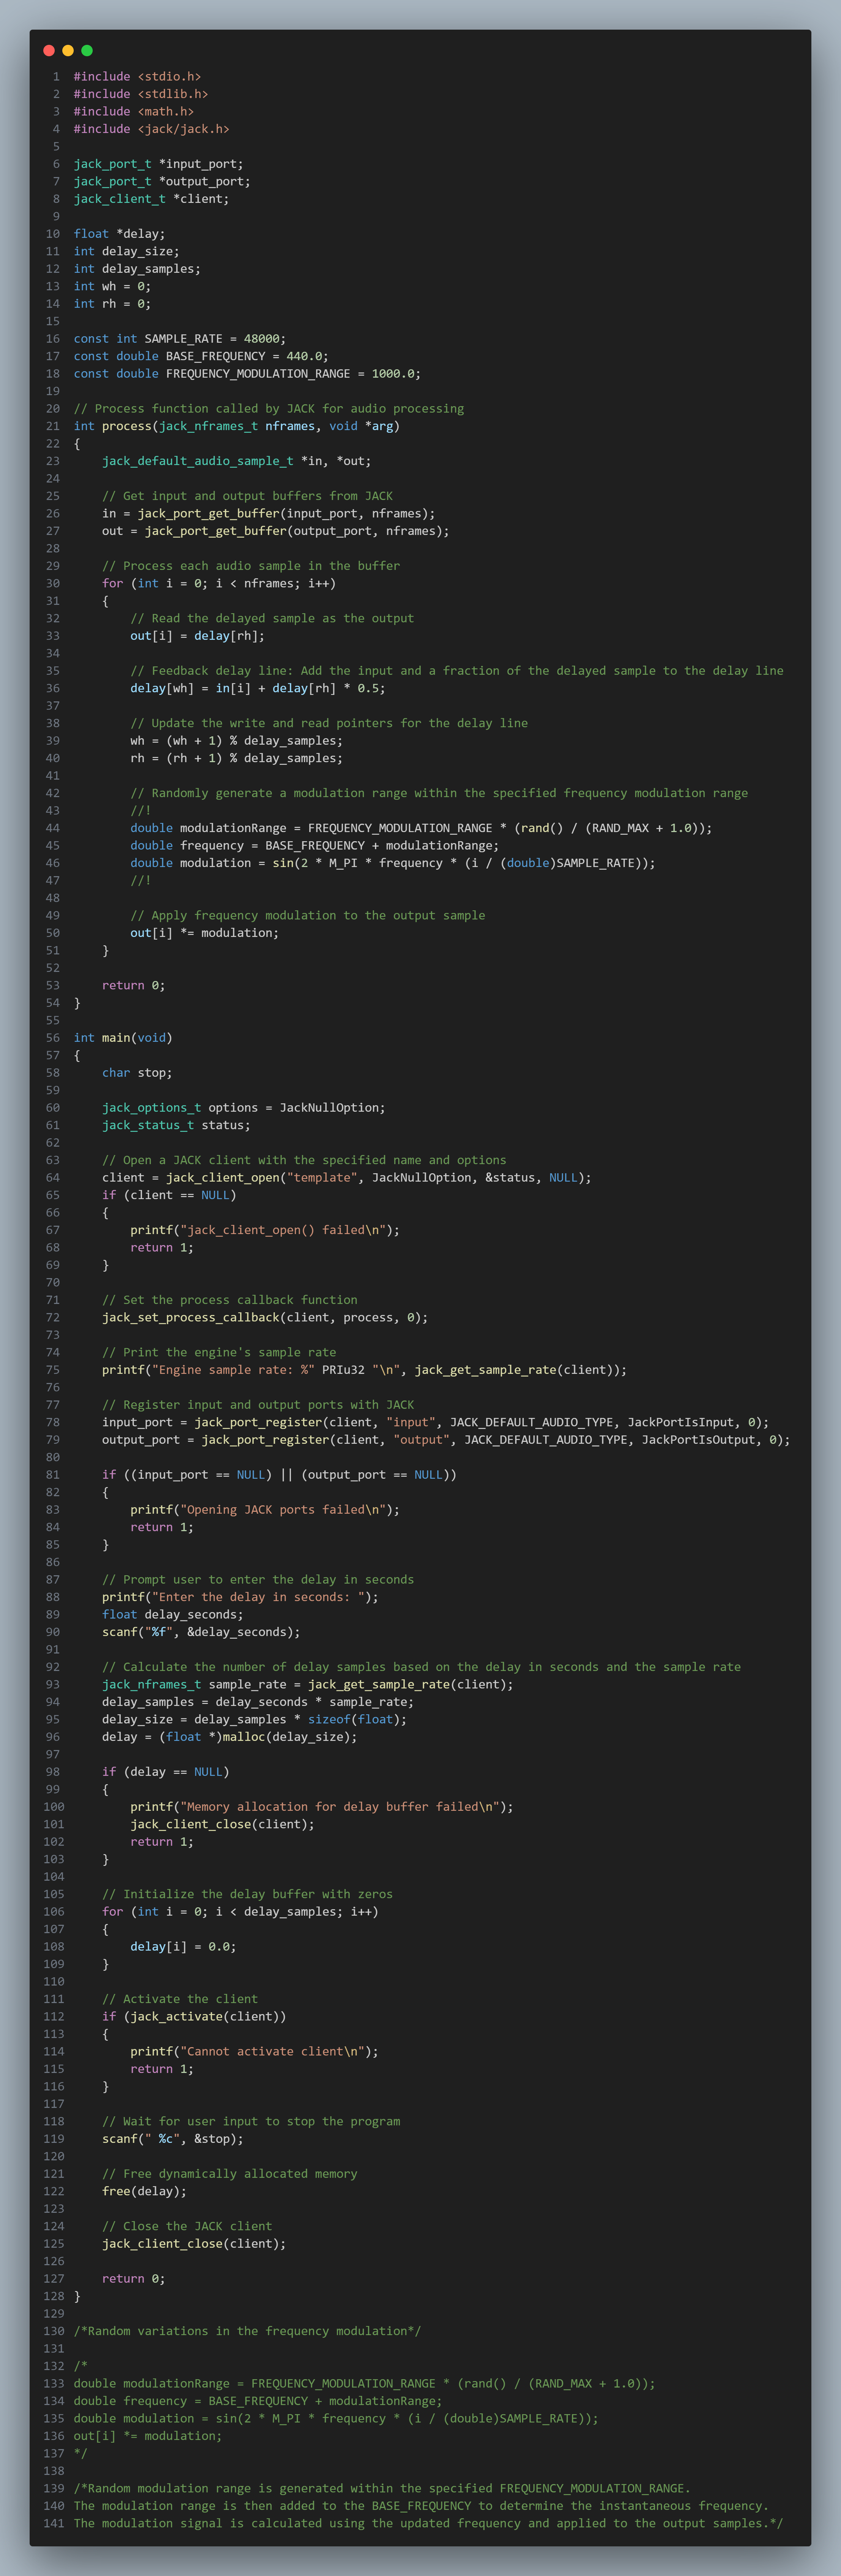 1 #include <stdio.h>
2 #include <stdlib.h>
3 #include <math.h>
4 #include <jack/jack.h>
5
6 jack_port_t *input_port;
7 jack_port_t *output_port;
8 jack_client_t *client;
9
10 float *delay;
11 int delay_size;
12 int delay_samples;
13 int wh = 0;
14 int rh = 0;
15
16 const int SAMPLE_RATE = 48000;
17 const double BASE_FREQUENCY = 440.0;
18 const double FREQUENCY_MODULATION_RANGE = 1000.0;
19
20 // Process function called by JACK for audio processing
21 int process(jack_nframes_t nframes, void *arg)
22 {
23     jack_default_audio_sample_t *in, *out;
24
25     // Get input and output buffers from JACK
26     in = jack_port_get_buffer(input_port, nframes);
27     out = jack_port_get_buffer(output_port, nframes);
28
29     // Process each audio sample in the buffer
30     for (int i = 0; i < nframes; i++)
31     {
32         // Read the delayed sample as the output
33         out[i] = delay[rh];
34
35         // Feedback delay line: Add the input and a fraction of the delayed sample to the delay line
36         delay[wh] = in[i] + delay[rh] * 0.5;
37
38         // Update the write and read pointers for the delay line
39         wh = (wh + 1) % delay_samples;
40         rh = (rh + 1) % delay_samples;
41
42         // Randomly generate a modulation range within the specified frequency modulation range
43         //!
44         double modulationRange = FREQUENCY_MODULATION_RANGE * (rand() / (RAND_MAX + 1.0));
45         double frequency = BASE_FREQUENCY + modulationRange;
46         double modulation = sin(2 * M_PI * frequency * (i / (double)SAMPLE_RATE));
47         //!
48
49         // Apply frequency modulation to the output sample
50         out[i] *= modulation;
51     }
52
53     return 0;
54 }
55
56 int main(void)
57 {
58     char stop;
59
60     jack_options_t options = JackNullOption;
61     jack_status_t status;
62
63     // Open a JACK client with the specified name and options
64     client = jack_client_open("template", JackNullOption, &status, NULL);
65     if (client == NULL)
66     {
67         printf("jack_client_open() failed\n");
68         return 1;
69     }
70
71     // Set the process callback function
72     jack_set_process_callback(client, process, 0);
73
74     // Print the engine's sample rate
75     printf("Engine sample rate: %" PRIu32 "\n", jack_get_sample_rate(client));
76
77     // Register input and output ports with JACK
78     input_port = jack_port_register(client, "input", JACK_DEFAULT_AUDIO_TYPE, JackPortIsInput, 0);
79     output_port = jack_port_register(client, "output", JACK_DEFAULT_AUDIO_TYPE, JackPortIsOutput, 0);
80
81     if ((input_port == NULL) || (output_port == NULL))
82     {
83         printf("Opening JACK ports failed\n");
84         return 1;
85     }
86
87     // Prompt user to enter the delay in seconds
88     printf("Enter the delay in seconds: ");
89     float delay_seconds;
90     scanf("%f", &delay_seconds);
91
92     // Calculate the number of delay samples based on the delay in seconds and the sample rate
93     jack_nframes_t sample_rate = jack_get_sample_rate(client);
94     delay_samples = delay_seconds * sample_rate;
95     delay_size = delay_samples * sizeof(float);
96     delay = (float *)malloc(delay_size);
97
98     if (delay == NULL)
99     {
100         printf("Memory allocation for delay buffer failed\n");
101         jack_client_close(client);
102         return 1;
103     }
104
105     // Initialize the delay buffer with zeros
106     for (int i = 0; i < delay_samples; i++)
107     {
108         delay[i] = 0.0;
109     }
110
111     // Activate the client
112     if (jack_activate(client))
113     {
114         printf("Cannot activate client\n");
115         return 1;
116     }
117
118     // Wait for user input to stop the program
119     scanf(" %c", &stop);
120
121     // Free dynamically allocated memory
122     free(delay);
123
124     // Close the JACK client
125     jack_client_close(client);
126
127     return 0;
128 }
129
130 /*Random variations in the frequency modulation*/
131
132 /*
133 double modulationRange = FREQUENCY_MODULATION_RANGE * (rand() / (RAND_MAX + 1.0));
134 double frequency = BASE_FREQUENCY + modulationRange;
135 double modulation = sin(2 * M_PI * frequency * (i / (double)SAMPLE_RATE));
136 out[i] *= modulation;
137 */
138
139 /*Random modulation range is generated within the specified FREQUENCY_MODULATION_RANGE.
140 The modulation range is then added to the BASE_FREQUENCY to determine the instantaneous frequency.
141 The modulation signal is calculated using the updated frequency and applied to the output samples.*/